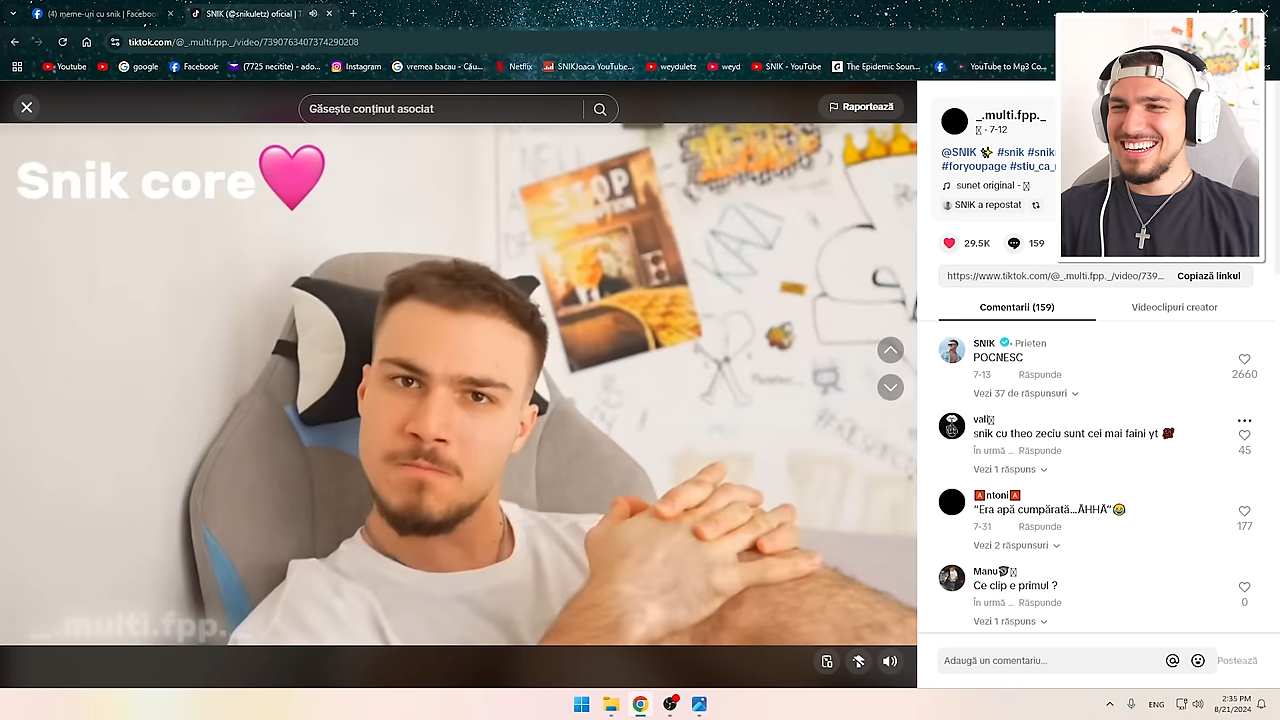 (4) meme-uri cu snik | Faceboo
SNIK (@snikuletz) oficial | T
tiktok.com/@_.multi.fpp._/video/7390763407374290208
Youtube
google
Facebook
(7725 necitite) - ado...
Instagram
vremea bacau - Cău...
Netflix
SNIKJoaca YouTube...
weyduletz
weyd
SNIK - YouTube
The Epidemic Soun...
YouTube to Mp3 Co...
Găsește conținut asociat
Raportează
Snik core
STOP
_.multi.fpp._
_.multi.fpp._
· 7-12
@SNIK ✨ #snik #snik
#foryoupage #stiu_ca_
sunet original -
SNIK a repostat
29.5K
159
https://www.tiktok.com/@_.multi.fpp._/video/739...
Copiază linkul
Comentarii (159)
Videoclipuri creator
SNIK · Prieten
POCNESC
7-13 Răspunde
2660
Vezi 37 de răspunsuri
vali
snik cu theo zeciu sunt cei mai faini yt 💯
În urmă ... Răspunde
45
Vezi 1 răspuns
🅰ntoni🅰
“Era apă cumpărată...ĂHHĂ”😂
7-31 Răspunde
177
Vezi 2 răspunsuri
Manu
Ce clip e primul ?
În urmă ... Răspunde
0
Vezi 1 răspuns
Adaugă un comentariu...
Postează
ENG
2:35 PM
8/21/2024